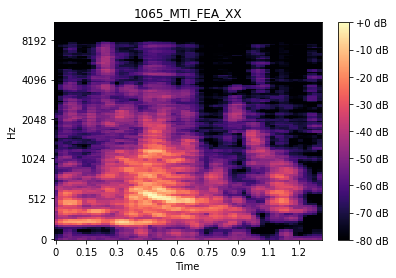 1065_MTI_FEA_XX
+0 dB
8192
-10 dB
4096
-20 dB
-30 dB
Hz
2048
-40 dB
1024
-50 dB
-60 dB
512
-70 dB
0
-80 dB
0 0.15 0.3 0.45 0.6 0.75 0.9 1.1 1.2
Time